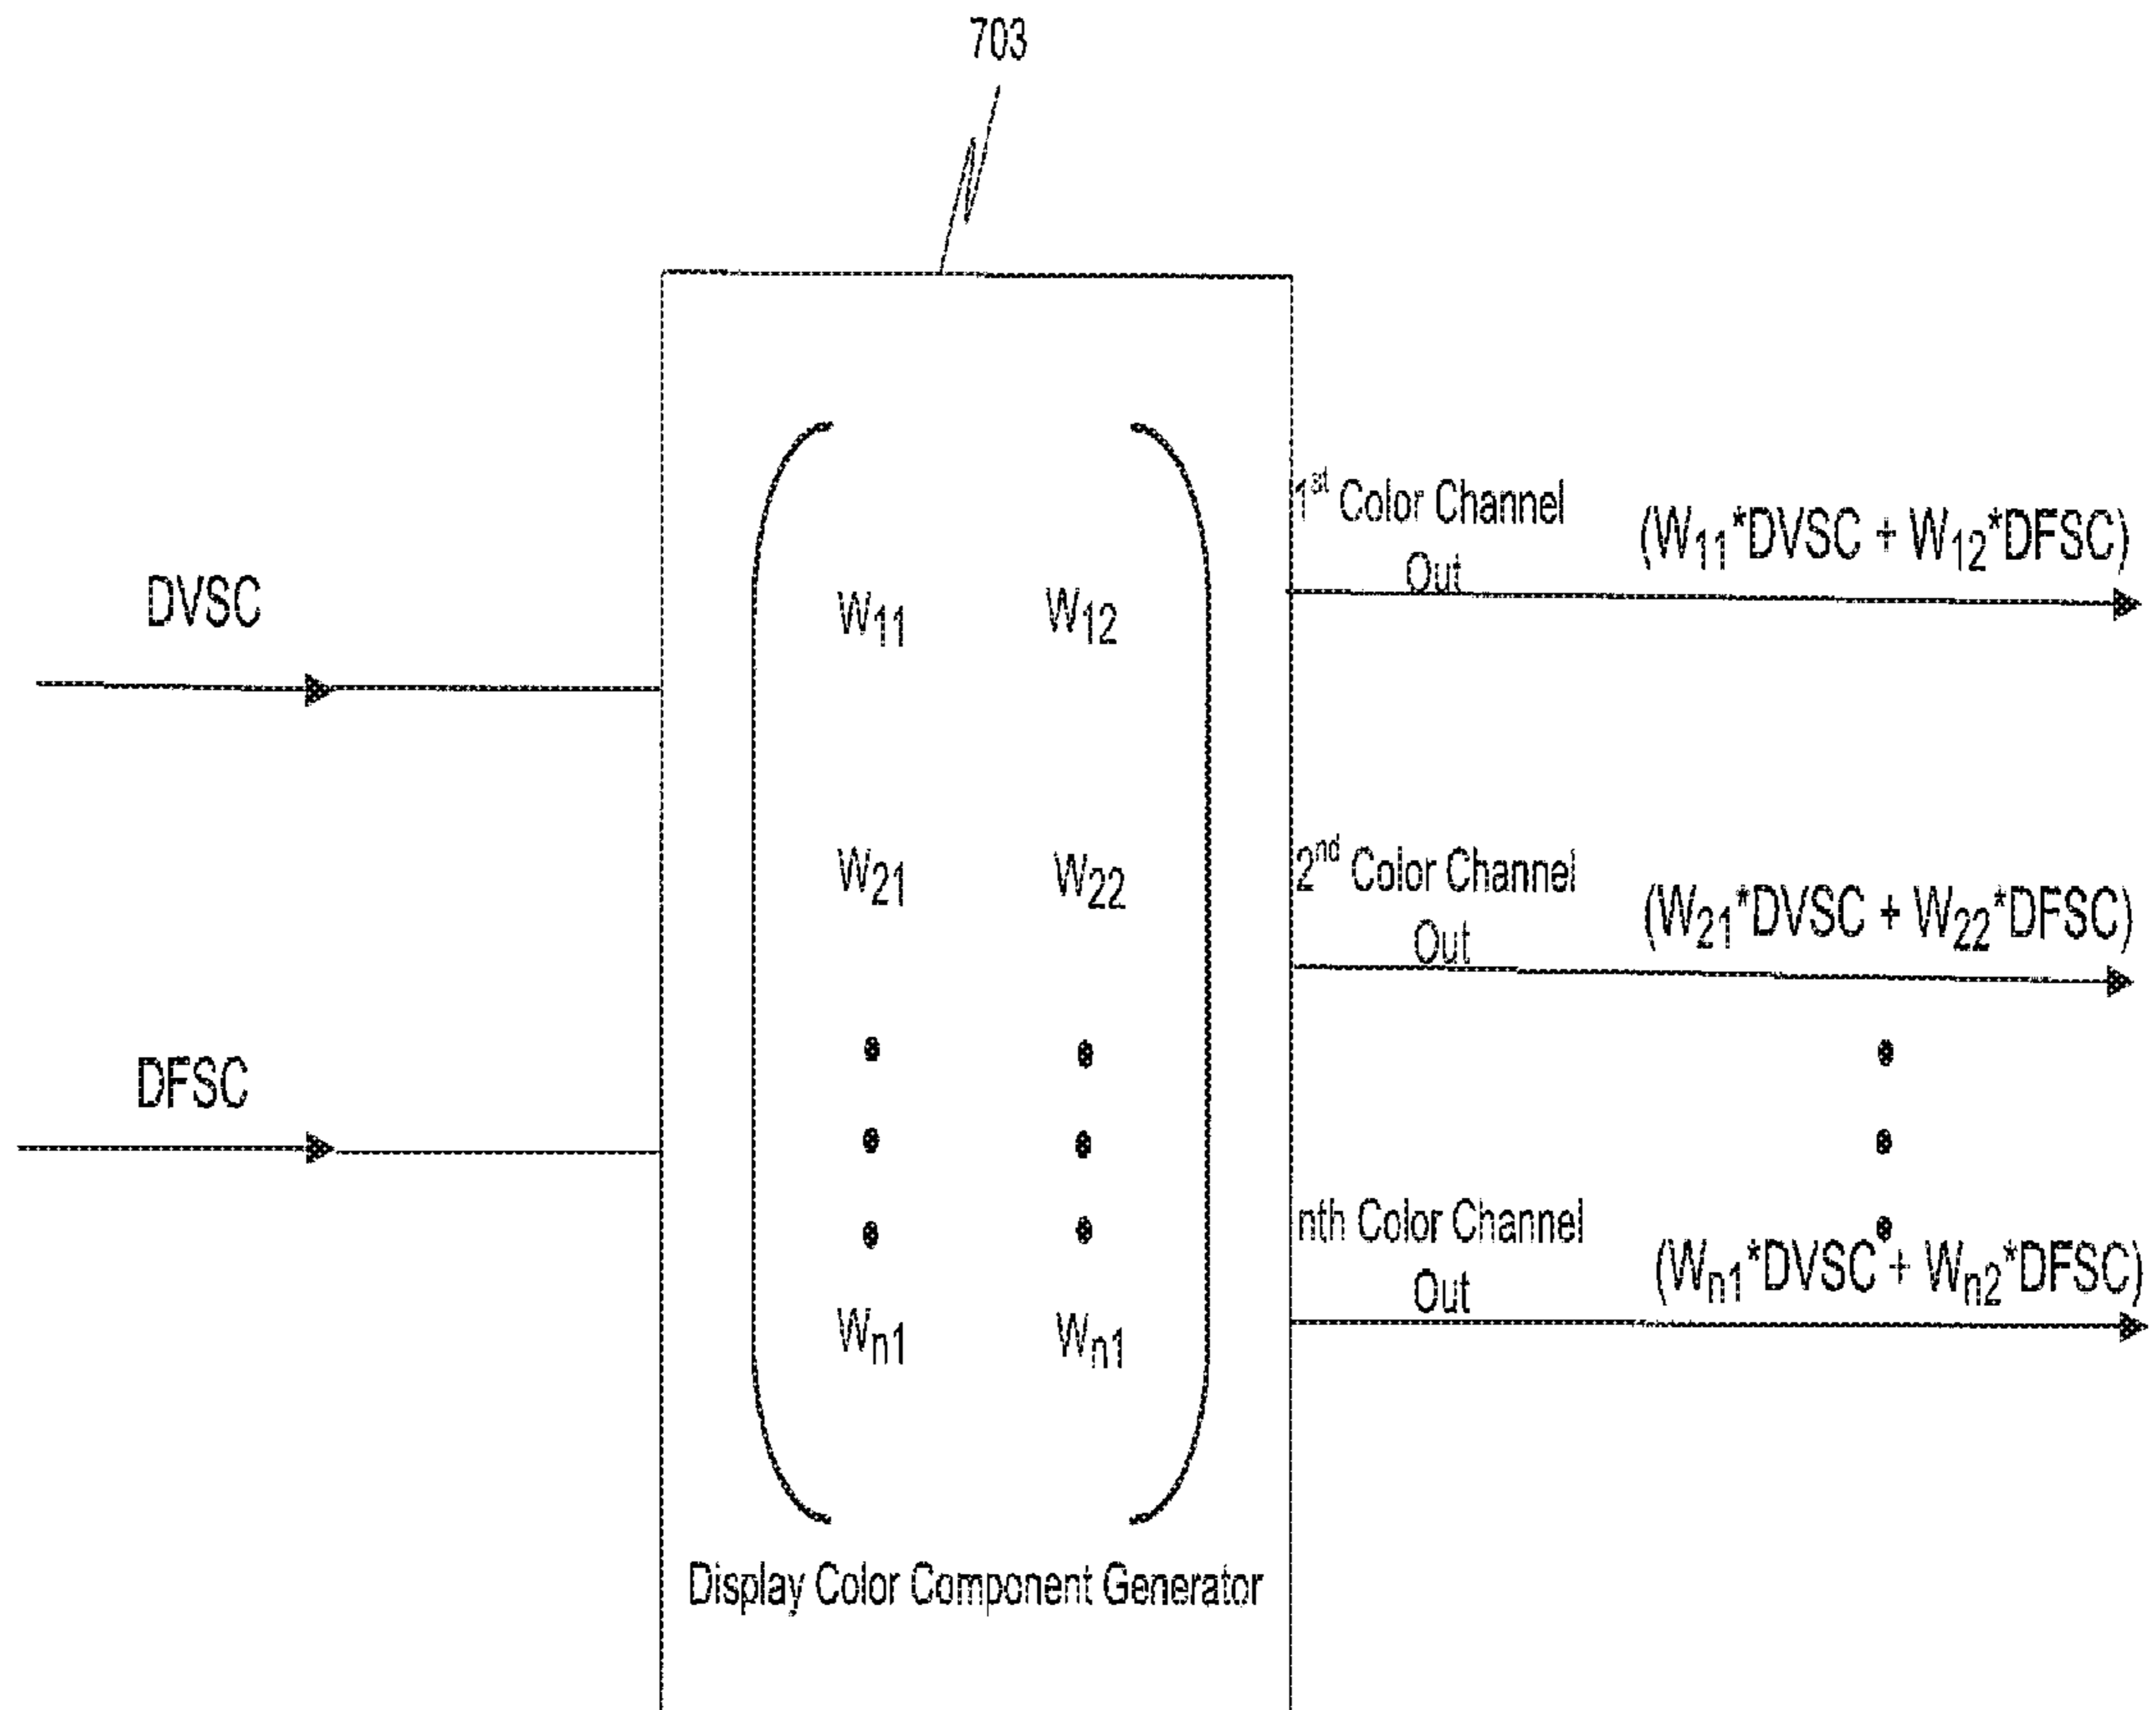 703
DVSC
DFSC
W11 W12
W21 W22
Wn1 Wn1
Display Color Component Generator
1st Color Channel
Out
(W11*DVSC + W12*DFSC)
2nd Color Channel
Out
(W21*DVSC + W22*DFSC)
nth Color Channel
Out
(Wn1*DVSC + Wn2*DFSC)